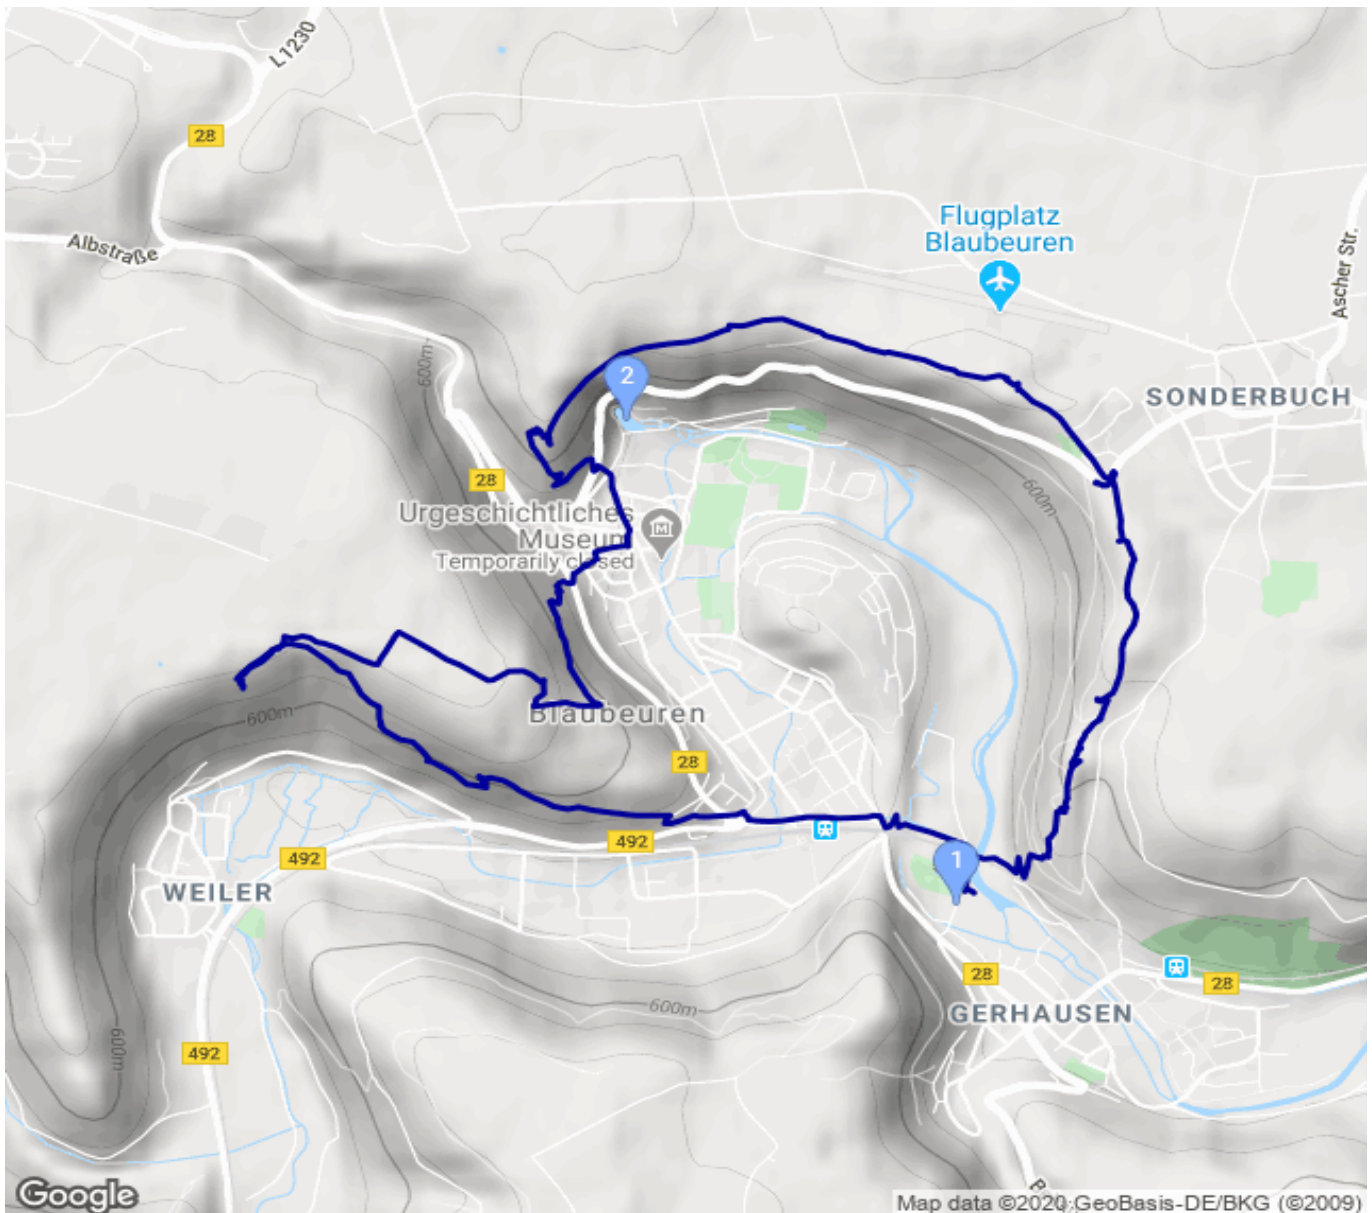 L1230
28
Albstraße
Flugplatz
Blaubeuren
Ascher Str.
600m
2
SONDERBUCH
28
600m
Urgeschichtliches
Museum
Temporarily closed
600m
Blaubeuren
28
492
492
1
WEILER
28
28
600m
GERHAUSEN
492
600m
B
Google
Map data ©2020 GeoBasis-DE/BKG (©2009)